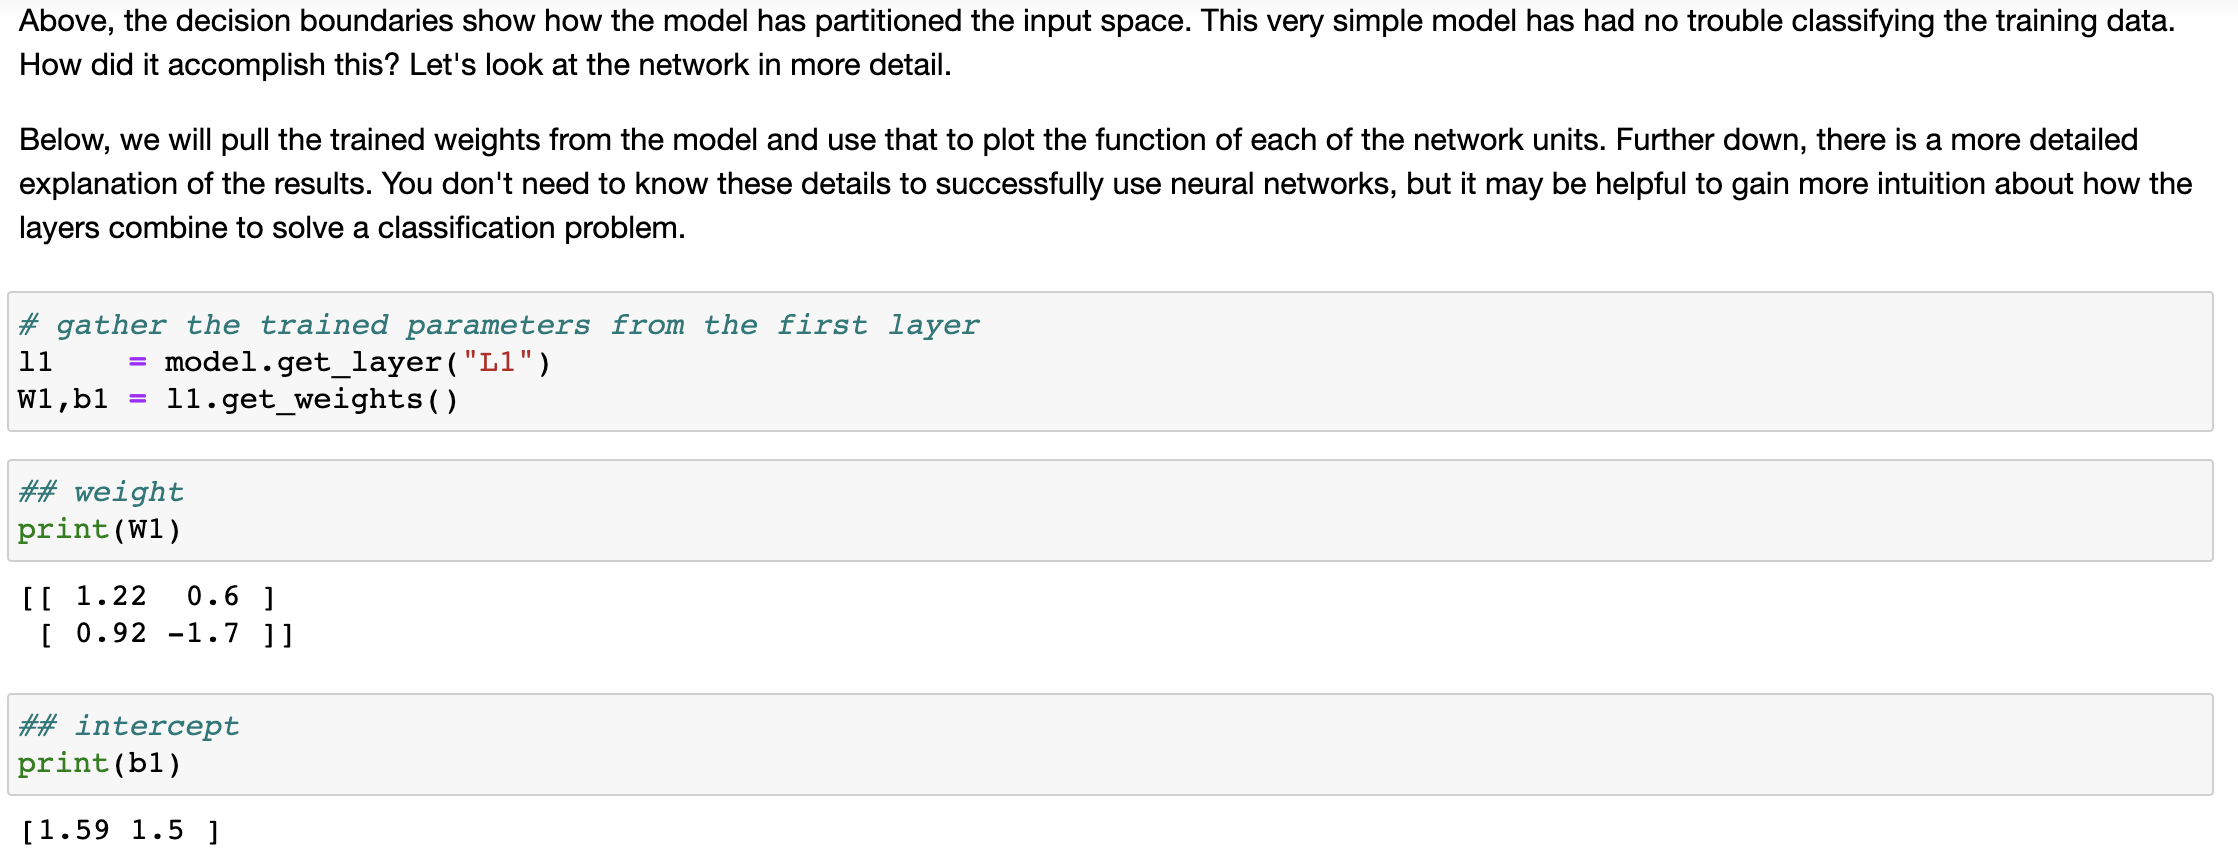 Above, the decision boundaries show how the model has partitioned the input space. This very simple model has had no trouble classifying the training data.
How did it accomplish this? Let's look at the network in more detail.
Below, we will pull the trained weights from the model and use that to plot the function of each of the network units. Further down, there is a more detailed
explanation of the results. You don't need to know these details to successfully use neural networks, but it may be helpful to gain more intuition about how the
layers combine to solve a classification problem.
# gather the trained parameters from the first layer
l1    = model.get_layer("L1")
W1,b1 = l1.get_weights()
## weight
print(W1)
[[ 1.22  0.6 ]
 [ 0.92 -1.7 ]]
## intercept
print(b1)
[1.59 1.5 ]